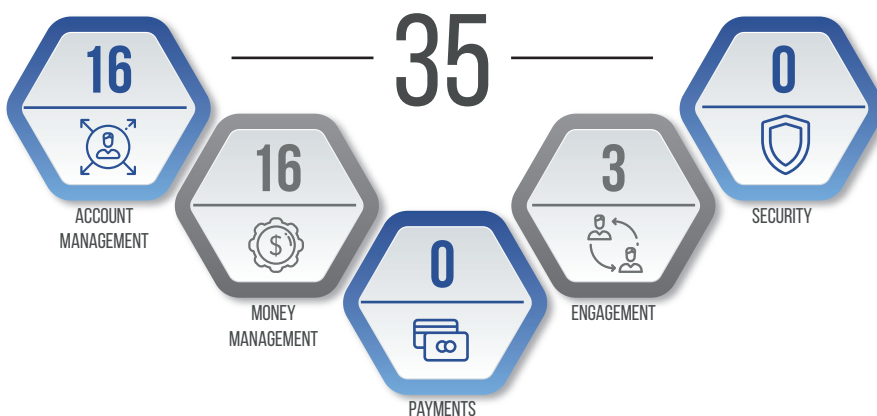 35
16
ACCOUNT
MANAGEMENT
16
$
MONEY
MANAGEMENT
0
PAYMENTS
3
ENGAGEMENT
0
SECURITY